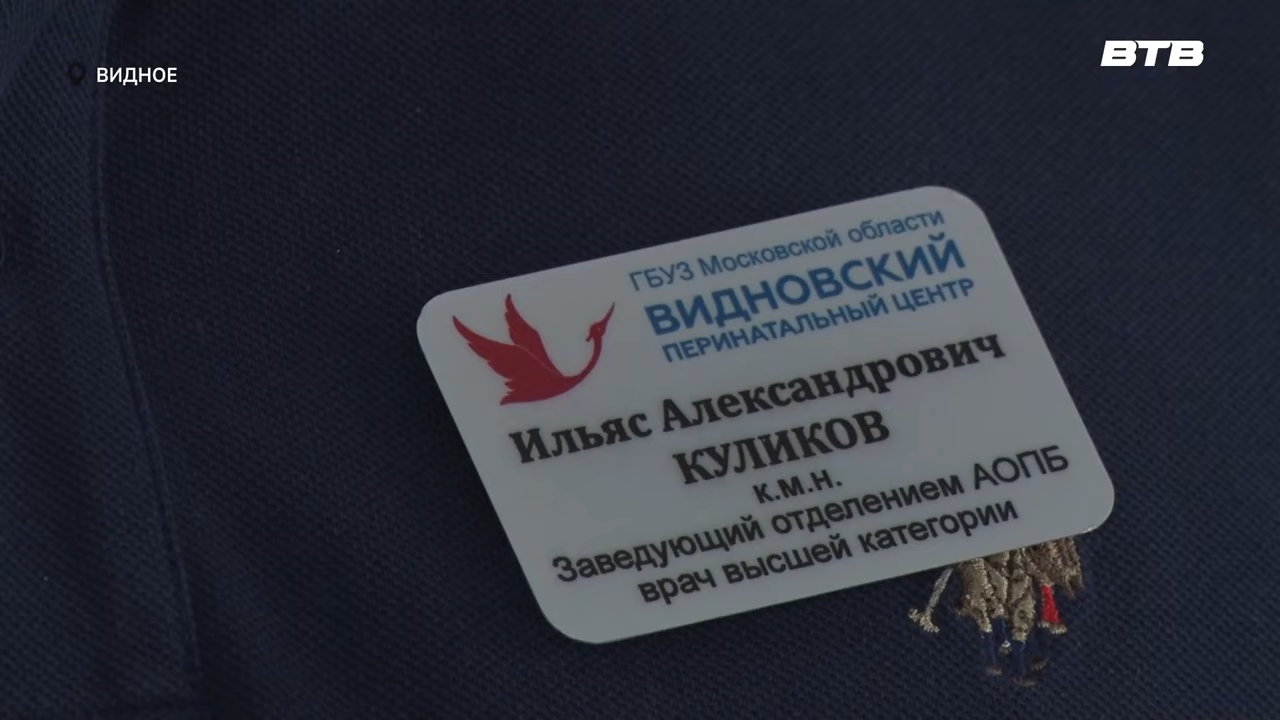 ВИДНОЕ
ВТВ
ГБУЗ Московской области
ВИДНОВСКИЙ
ПЕРИНАТАЛЬНЫЙ ЦЕНТР
Ильяс Александрович
КУЛИКОВ
к.м.н.
Заведующий отделением АОПБ
врач высшей категории